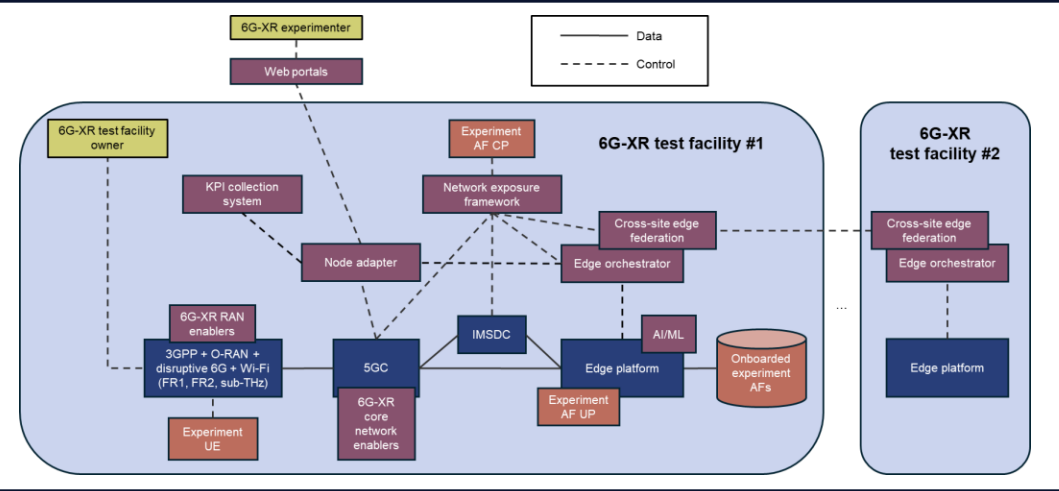 6G-XR experimenter
Data
Control
Web portals
6G-XR test facility
owner
Experiment
AF CP
6G-XR test facility #1
6G-XR
test facility #2
KPI collection
system
Network exposure
framework
Cross-site edge
federation
Cross-site edge
federation
Node adapter
Edge orchestrator
Edge orchestrator
6G-XR RAN
enablers
IMSDC
AI/ML
...
3GPP + O-RAN +
disruptive 6G + Wi-Fi
(FR1, FR2, sub-THz)
5GC
Edge platform
Onboarded
experiment
AFs
Edge platform
Experiment
UE
6G-XR
core
network
enablers
Experiment
AF UP